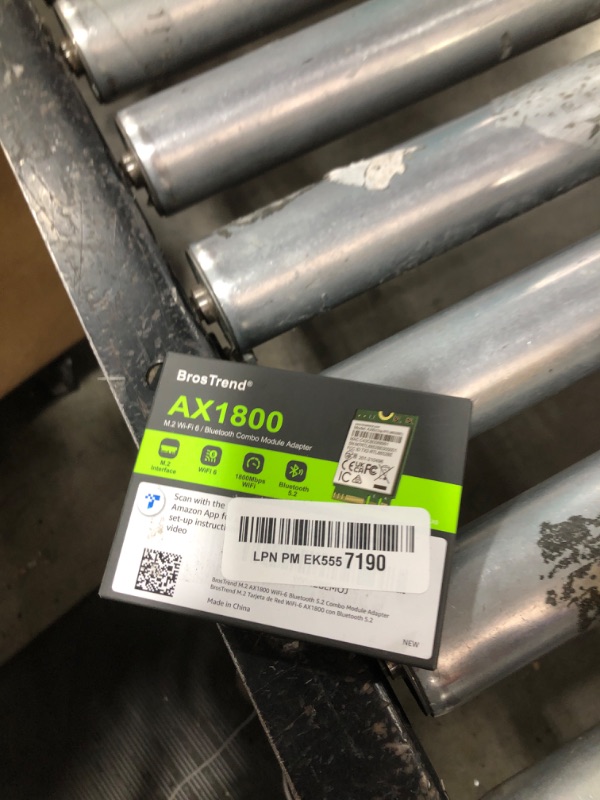 BrosTrend®
AX1800
M.2 Wi-Fi 6 / Bluetooth Combo Module Adapter
M.2 Interface
WiFi 6
1800Mbps WiFi
Bluetooth 5.2
Scan with the
Amazon App
set-up instruct
video
LPN PM EK555 7190
BrosTrend M.2 AX1800 WiFi-6 Bluetooth 5.2 Combo Module Adapter
BrosTrend M.2 Tarjeta de Red WiFi-6 AX1800 con Bluetooth 5.2
Made in China
NEW